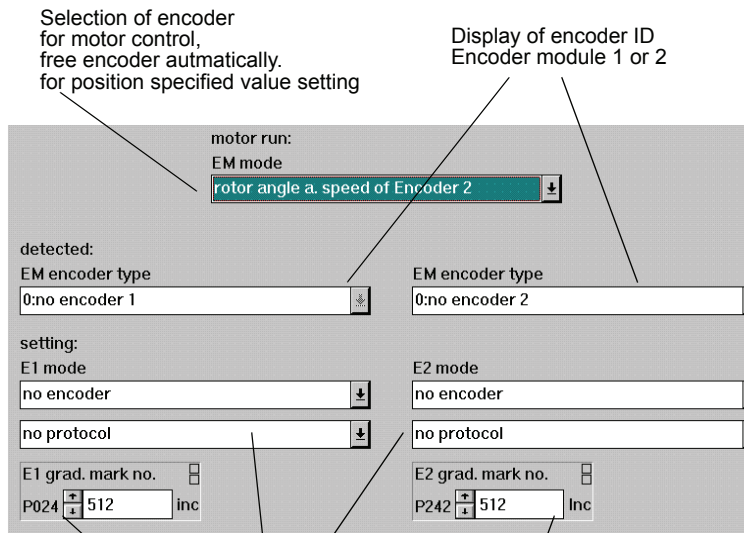 Selection of encoder
for motor control,
free encoder autmatically.
for position specified value setting
Display of encoder ID
Encoder module 1 or 2
motor run:
EM mode
rotor angle a. speed of Encoder 2
detected:
EM encoder type
0:no encoder 1
EM encoder type
0:no encoder 2
setting:
E1 mode
no encoder
no protocol
E2 mode
no encoder
no protocol
E1 grad. mark no.
P024 512 inc
E2 grad. mark no.
P242 512 Inc